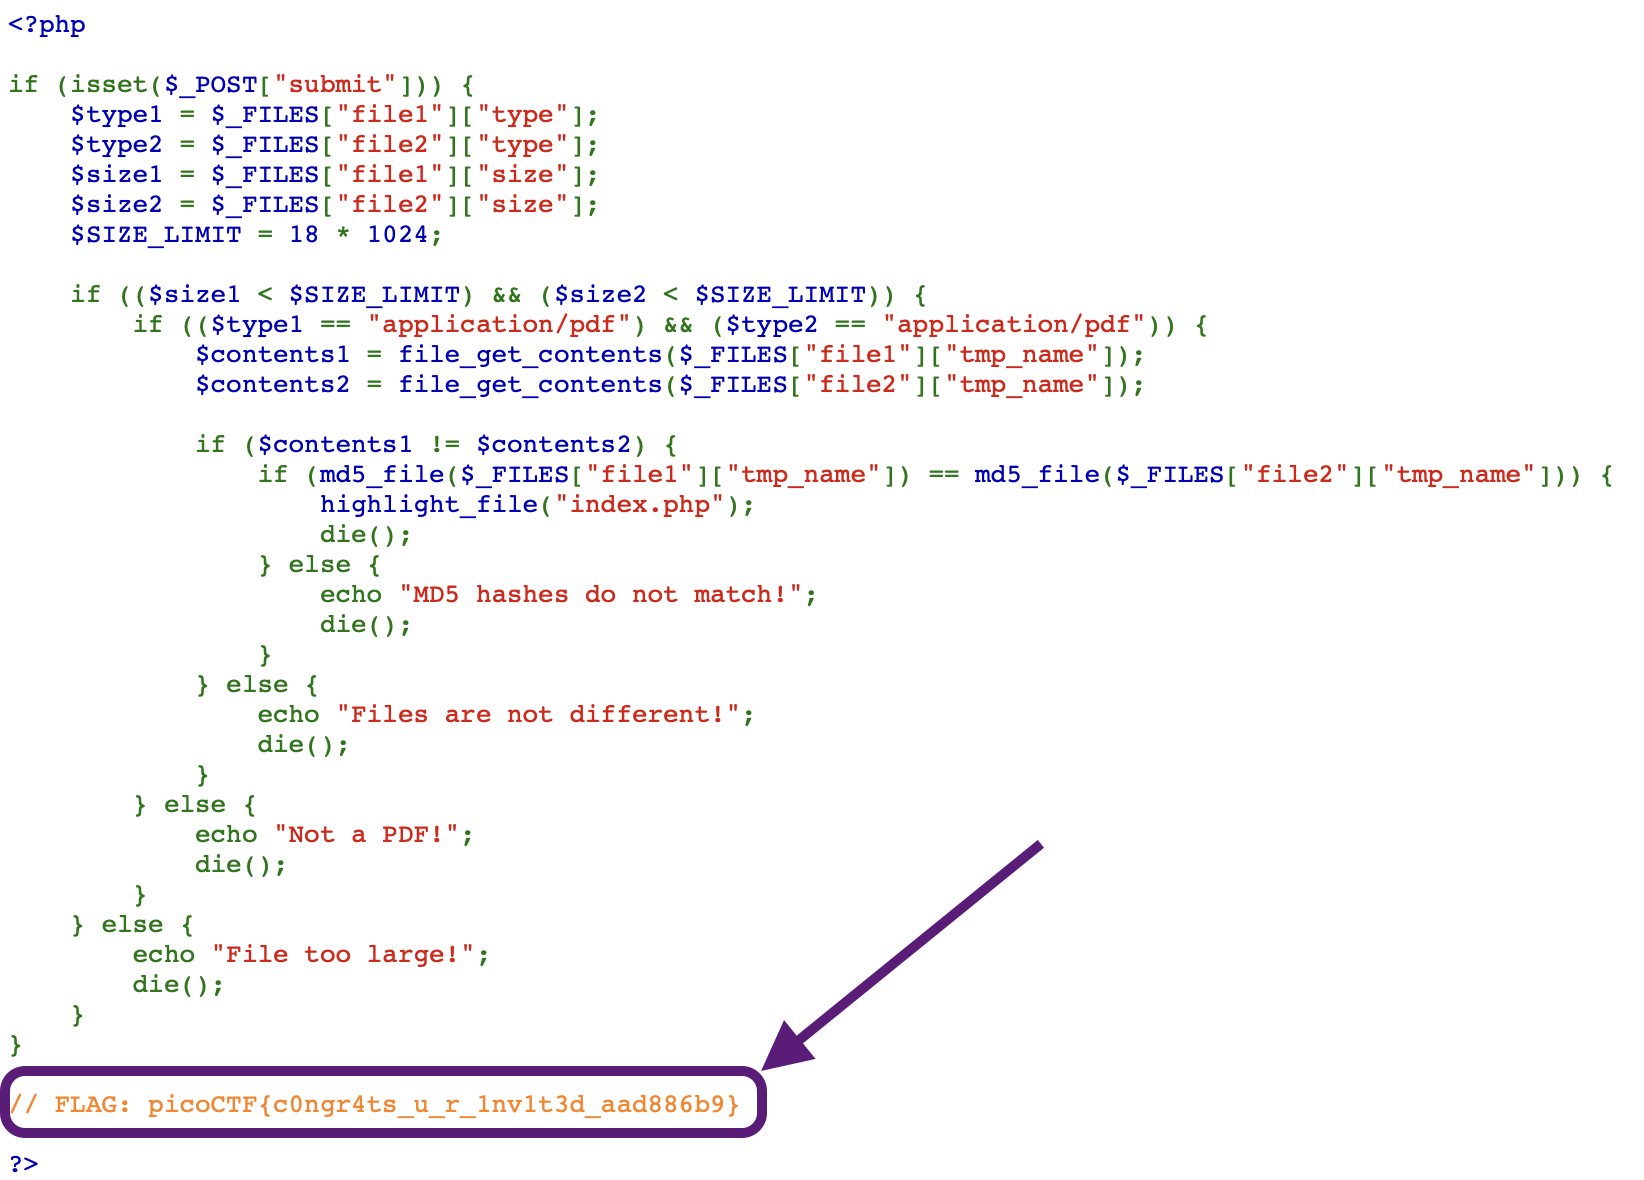 <?php

if (isset($_POST["submit"])) {
    $type1 = $_FILES["file1"]["type"];
    $type2 = $_FILES["file2"]["type"];
    $size1 = $_FILES["file1"]["size"];
    $size2 = $_FILES["file2"]["size"];
    $SIZE_LIMIT = 18 * 1024;

    if (($size1 < $SIZE_LIMIT) && ($size2 < $SIZE_LIMIT)) {
        if (($type1 == "application/pdf") && ($type2 == "application/pdf")) {
            $contents1 = file_get_contents($_FILES["file1"]["tmp_name"]);
            $contents2 = file_get_contents($_FILES["file2"]["tmp_name"]);

            if ($contents1 != $contents2) {
                if (md5_file($_FILES["file1"]["tmp_name"]) == md5_file($_FILES["file2"]["tmp_name"])) {
                    highlight_file("index.php");
                    die();
                } else {
                    echo "MD5 hashes do not match!";
                    die();
                }
            } else {
                echo "Files are not different!";
                die();
            }
        } else {
            echo "Not a PDF!";
            die();
        }
    } else {
        echo "File too large!";
        die();
    }
}

// FLAG: picoCTF{c0ngr4ts_u_r_1nv1t3d_aad886b9}

?>